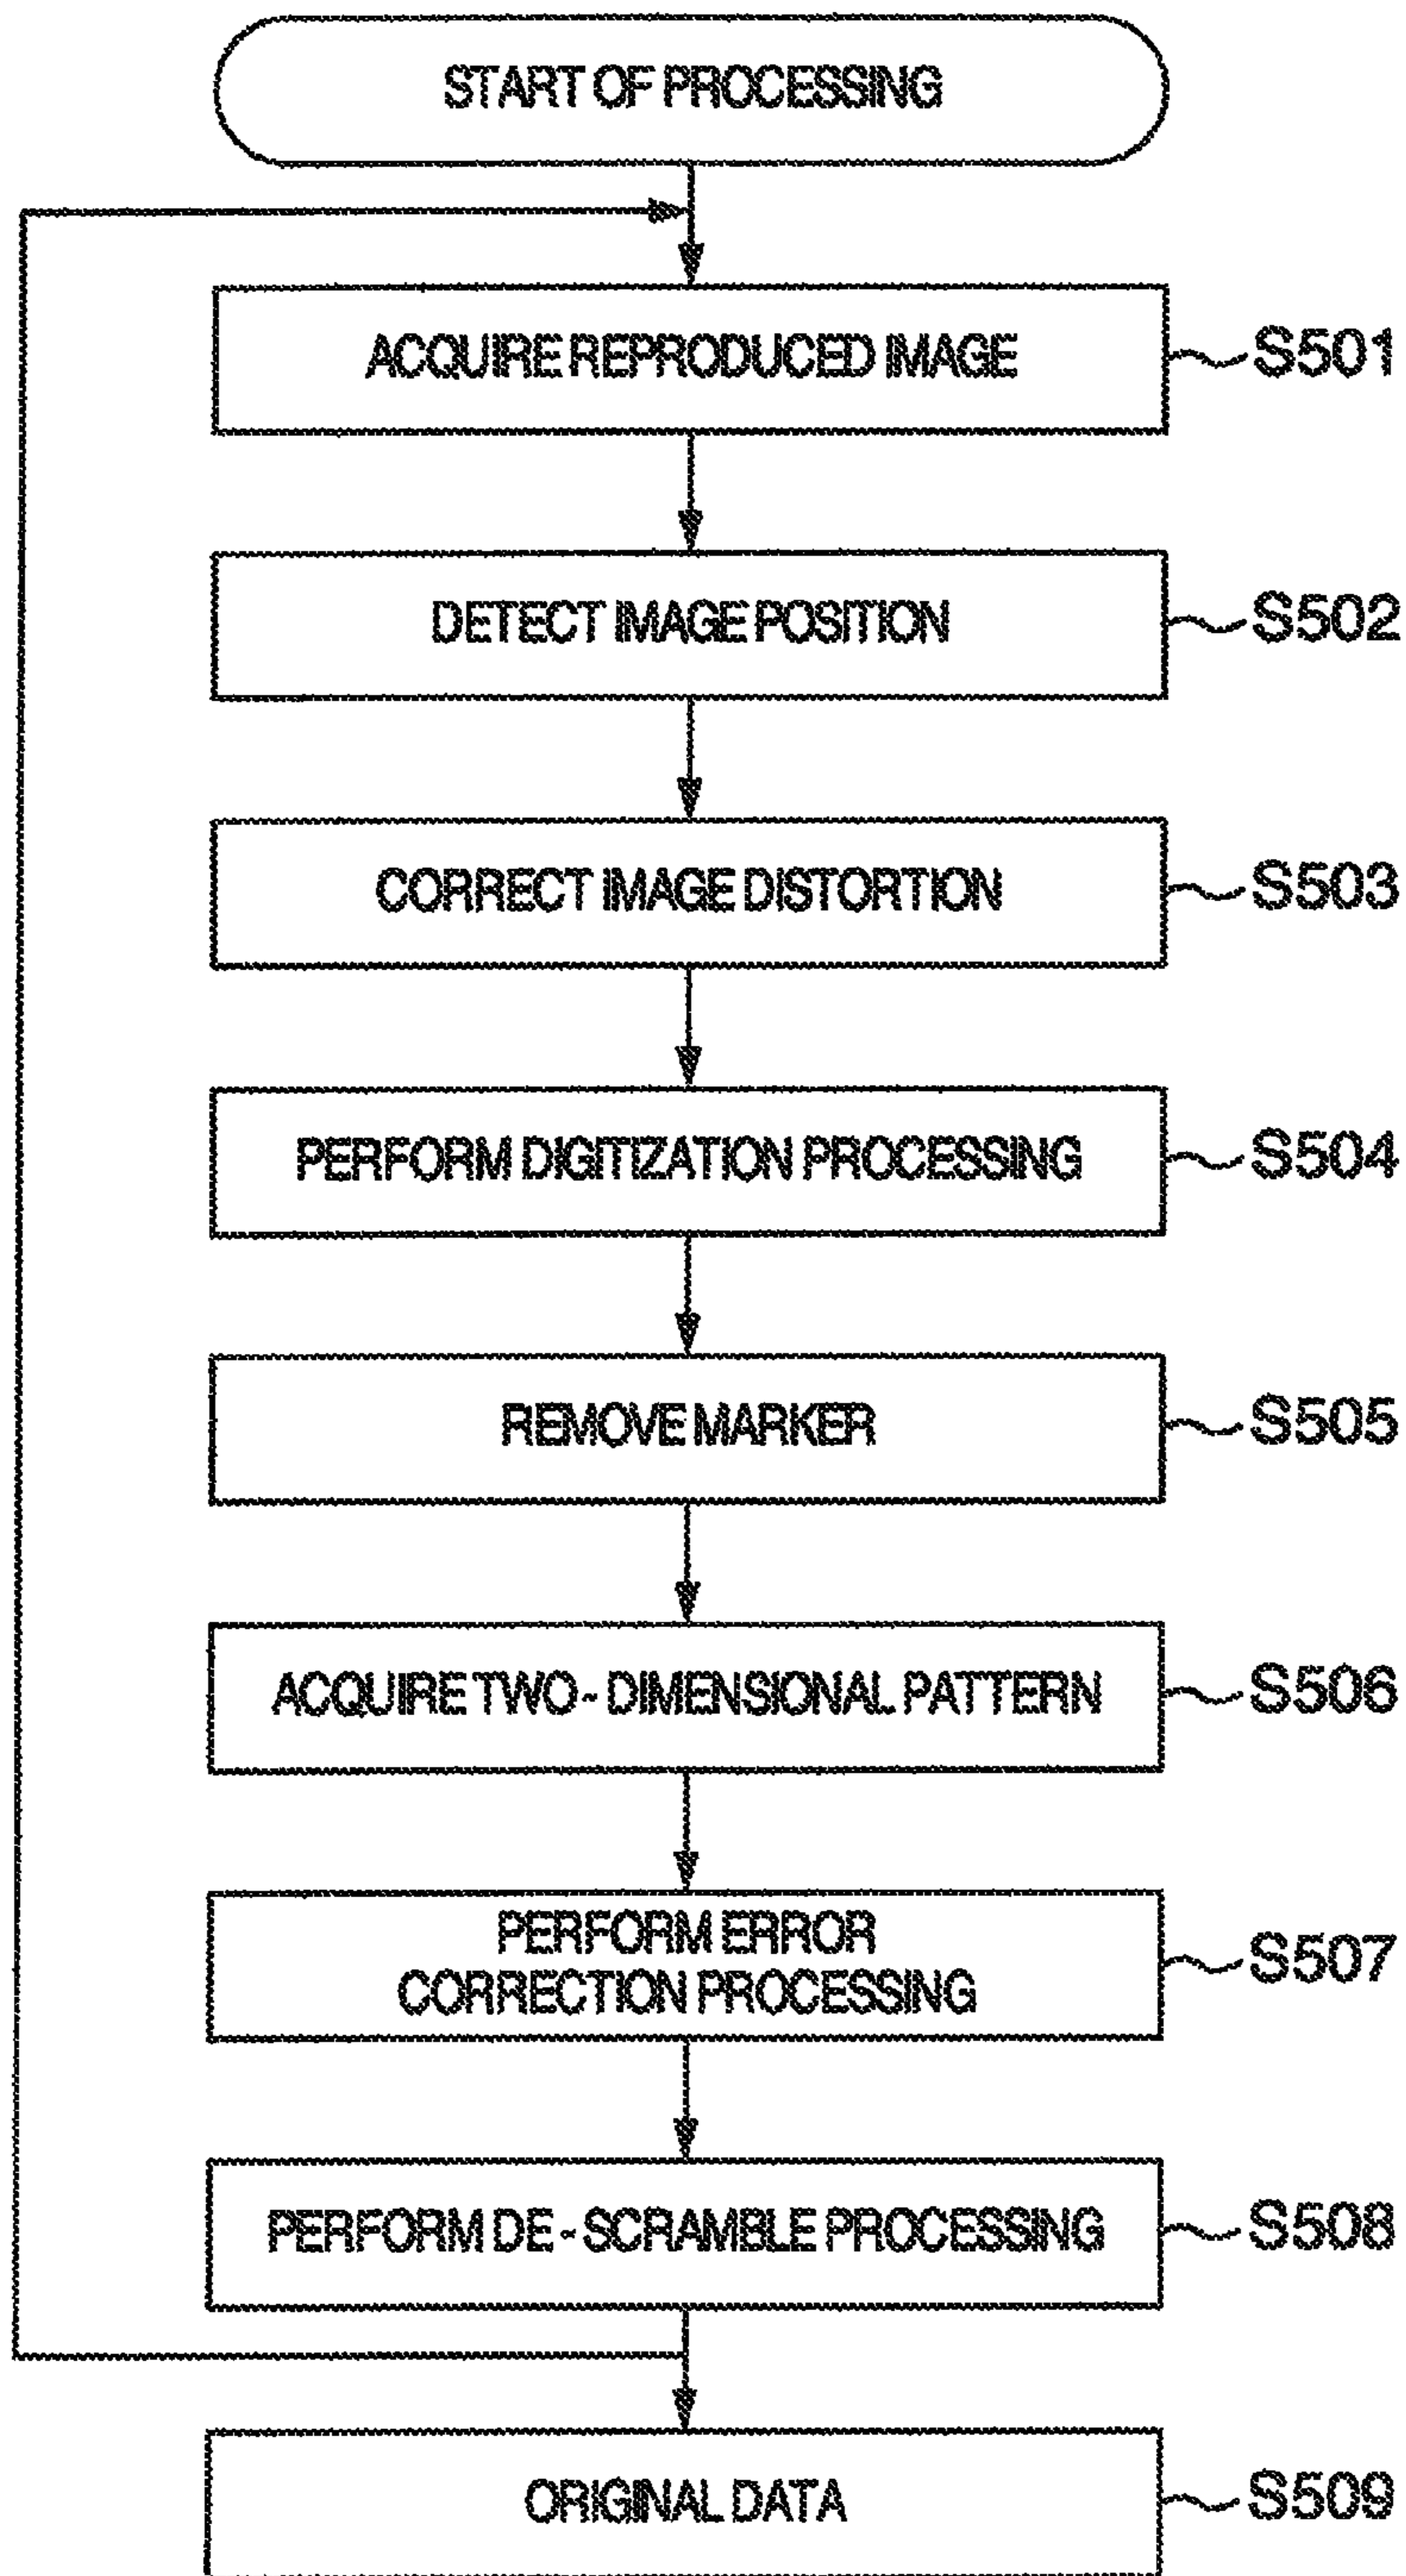 START OF PROCESSING
ACQUIRE REPRODUCED IMAGE
S501
DETECT IMAGE POSITION
S502
CORRECT IMAGE DISTORTION
S503
PERFORM DIGITIZATION PROCESSING
S504
REMOVE MARKER
S505
ACQUIRE TWO-DIMENSIONAL PATTERN
S506
PERFORM ERROR
CORRECTION PROCESSING
S507
PERFORM DE-SCRAMBLE PROCESSING
S508
ORIGINAL DATA
S509